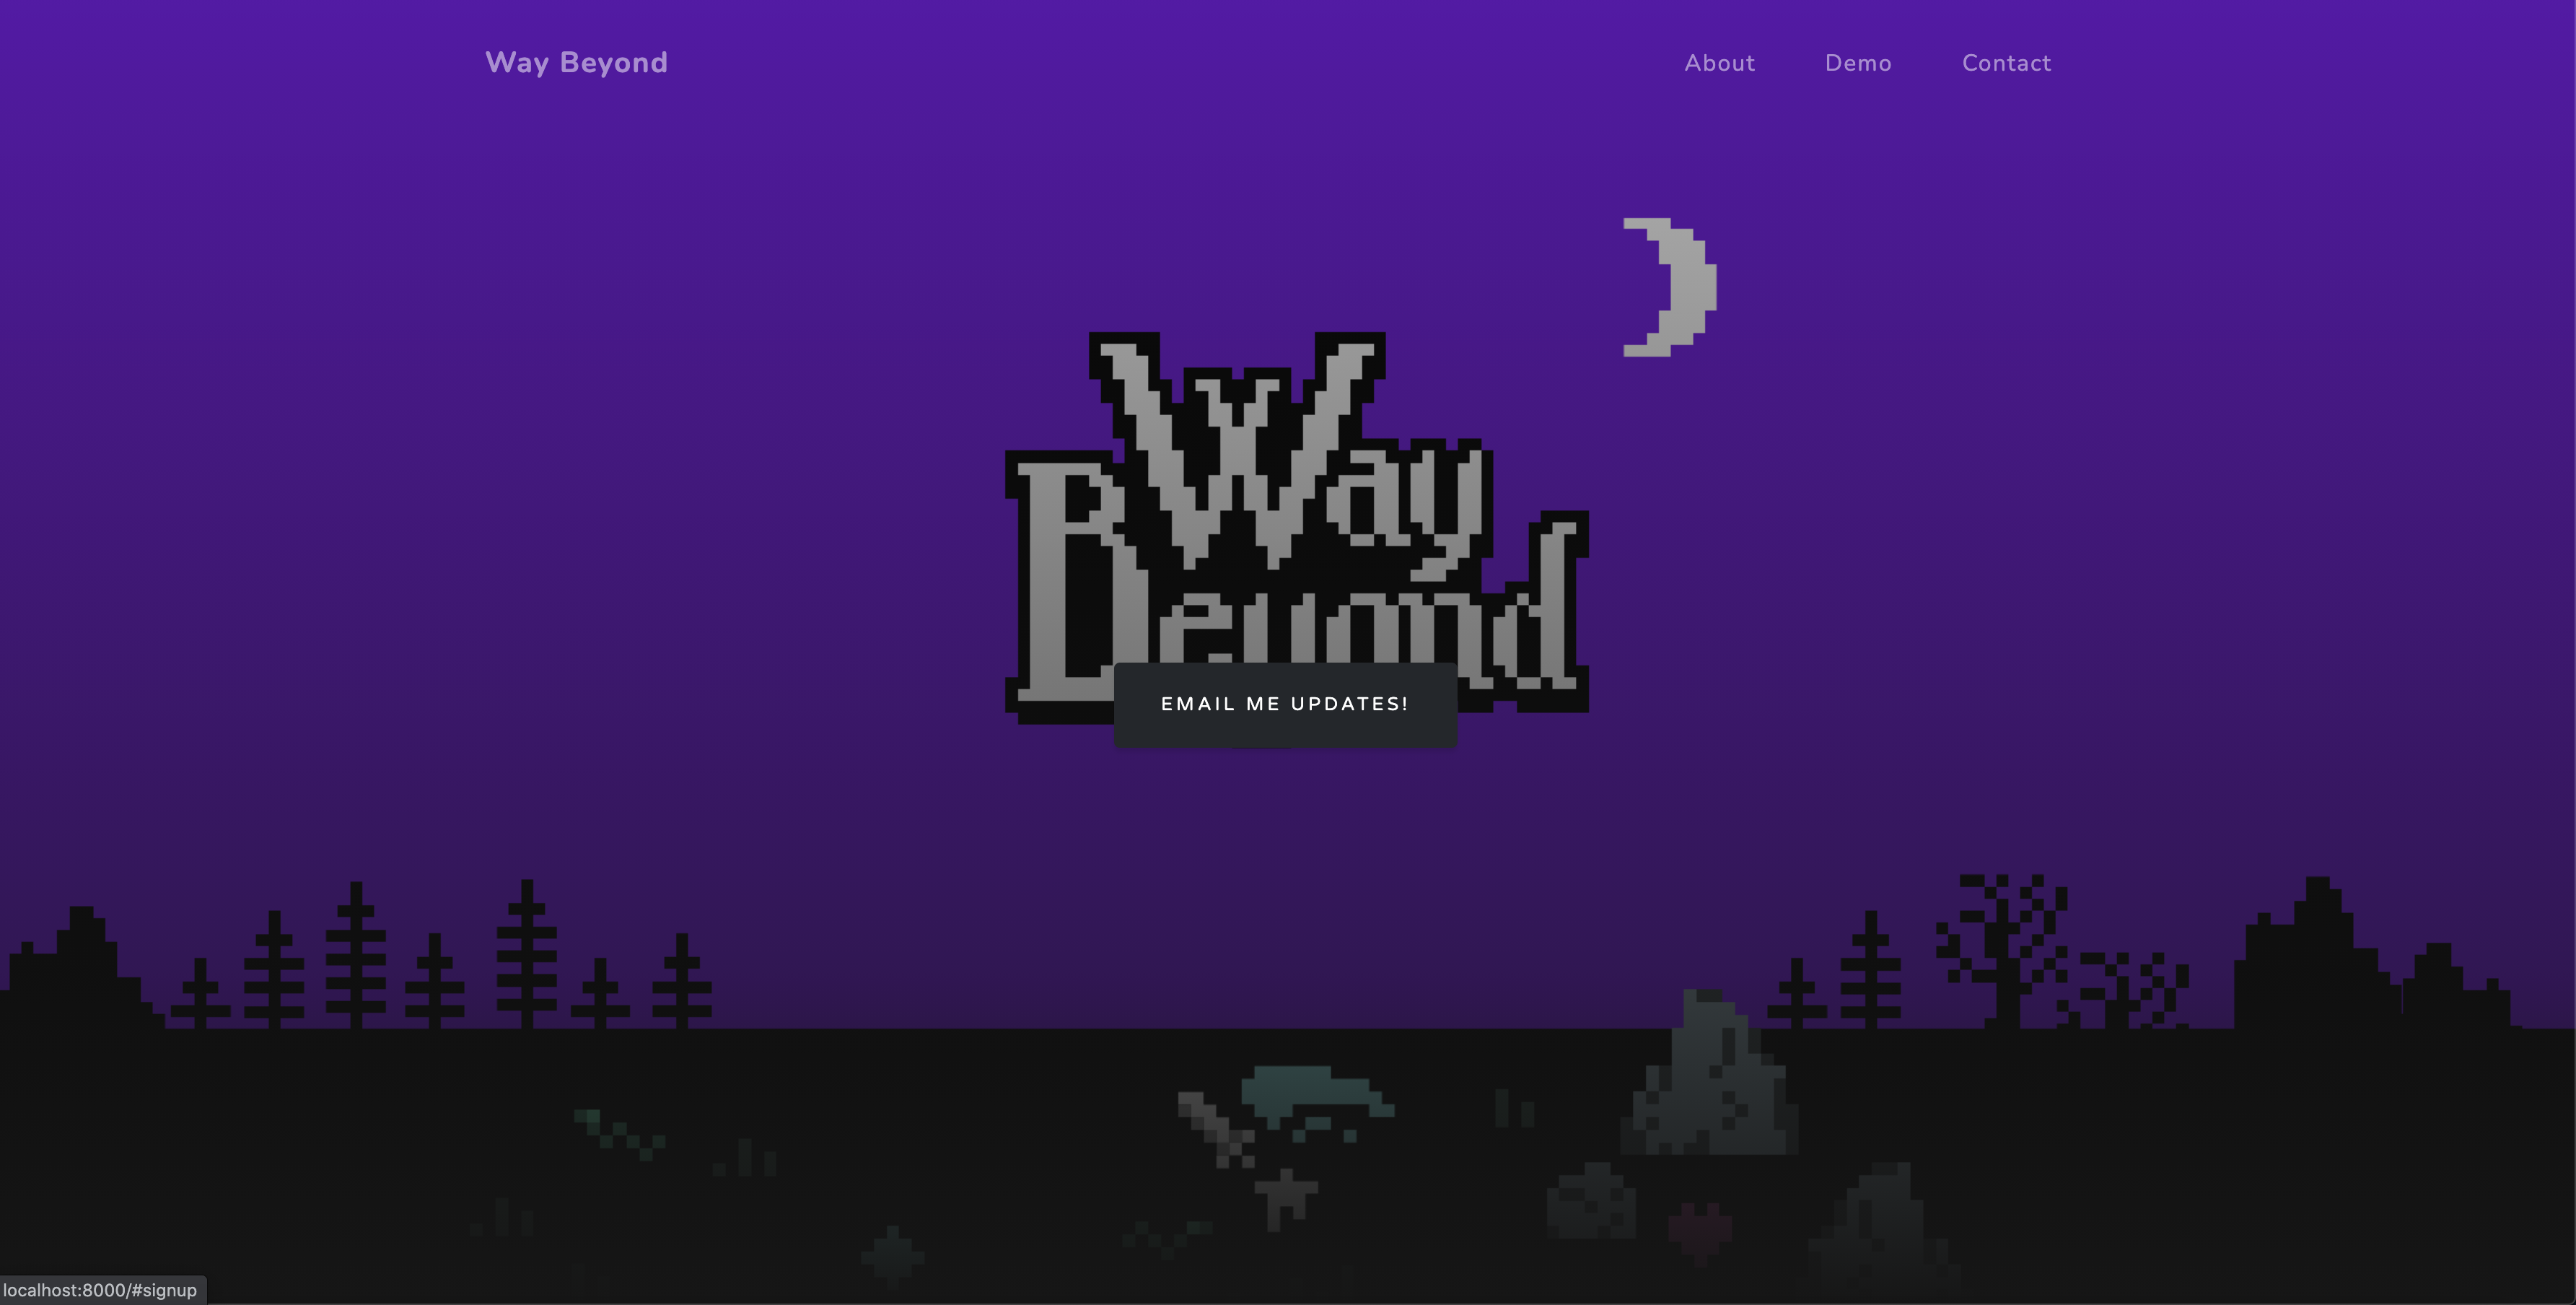 Way Beyond
About Demo Contact
Way
Beyond
EMAIL ME UPDATES!
localhost:8000/#signup